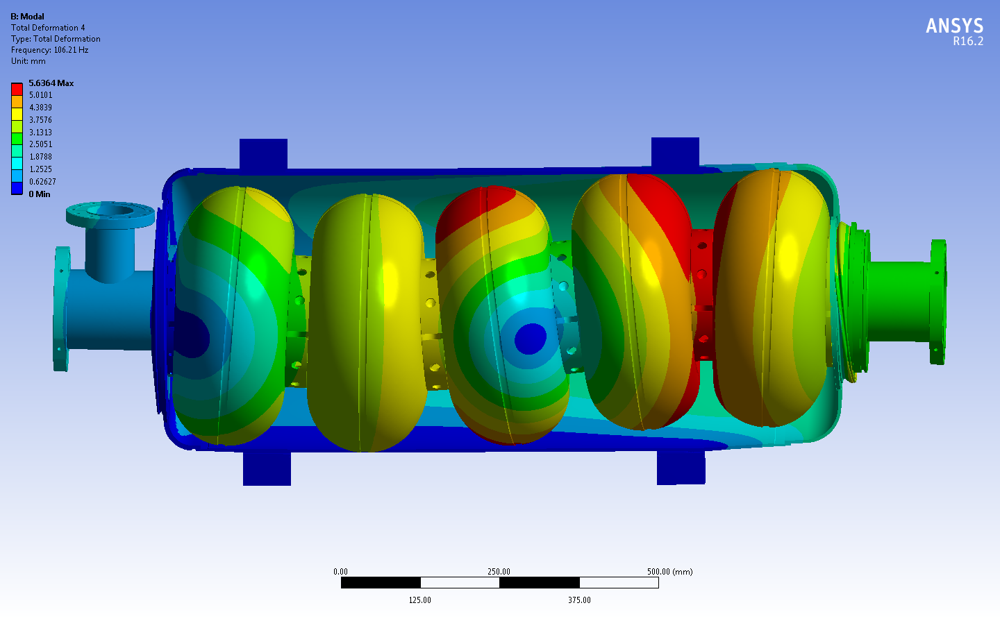 B: Modal
Total Deformation 4
Type: Total Deformation
Frequency: 106.21 Hz
Unit: mm
ANSYS
R16.2
5.6364 Max
5.0101
4.3839
3.7576
3.1313
2.5051
1.8788
1.2525
0.62627
0 Min
0.00 250.00 500.00 (mm)
125.00 375.00